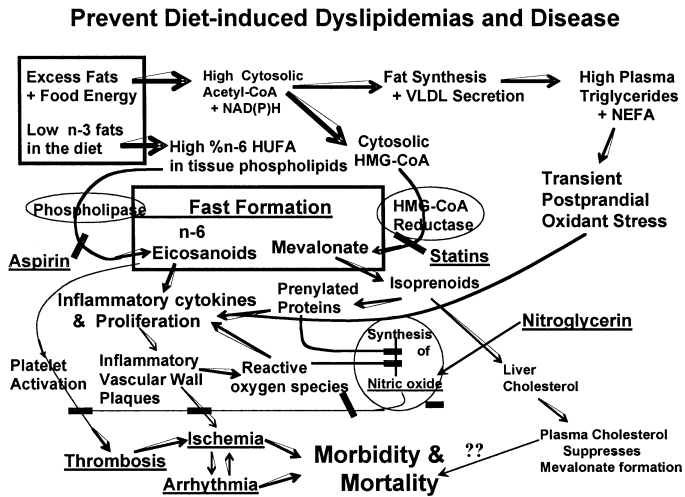 Prevent Diet-induced Dyslipidemias and Disease
Excess Fats
+ Food Energy
High Cytosolic
Acetyl-CoA
+ NAD(P)H
Fat Synthesis
+ VLDL Secretion
High Plasma
Triglycerides
+ NEFA
Low n-3 fats
in the diet
High %n-6 HUFA
in tissue phospholipids
Cytosolic
HMG-CoA
Transient
Postprandial
Oxidant Stress
Phospholipase
Fast Formation
HMG-CoA
Reductase
n-6
Eicosanoids
Mevalonate
Aspirin
Statins
Isoprenoids
Inflammatory cytokines
& Proliferation
Prenylated
Proteins
Nitroglycerin
Synthesis
of
Nitric oxide
Platelet
Activation
Inflammatory
Vascular Wall
Plaques
Reactive
oxygen species
Liver
Cholesterol
Thrombosis
Ischemia
Arrhythmia
Morbidity &
Mortality
??
Plasma Cholesterol
Suppresses
Mevalonate formation